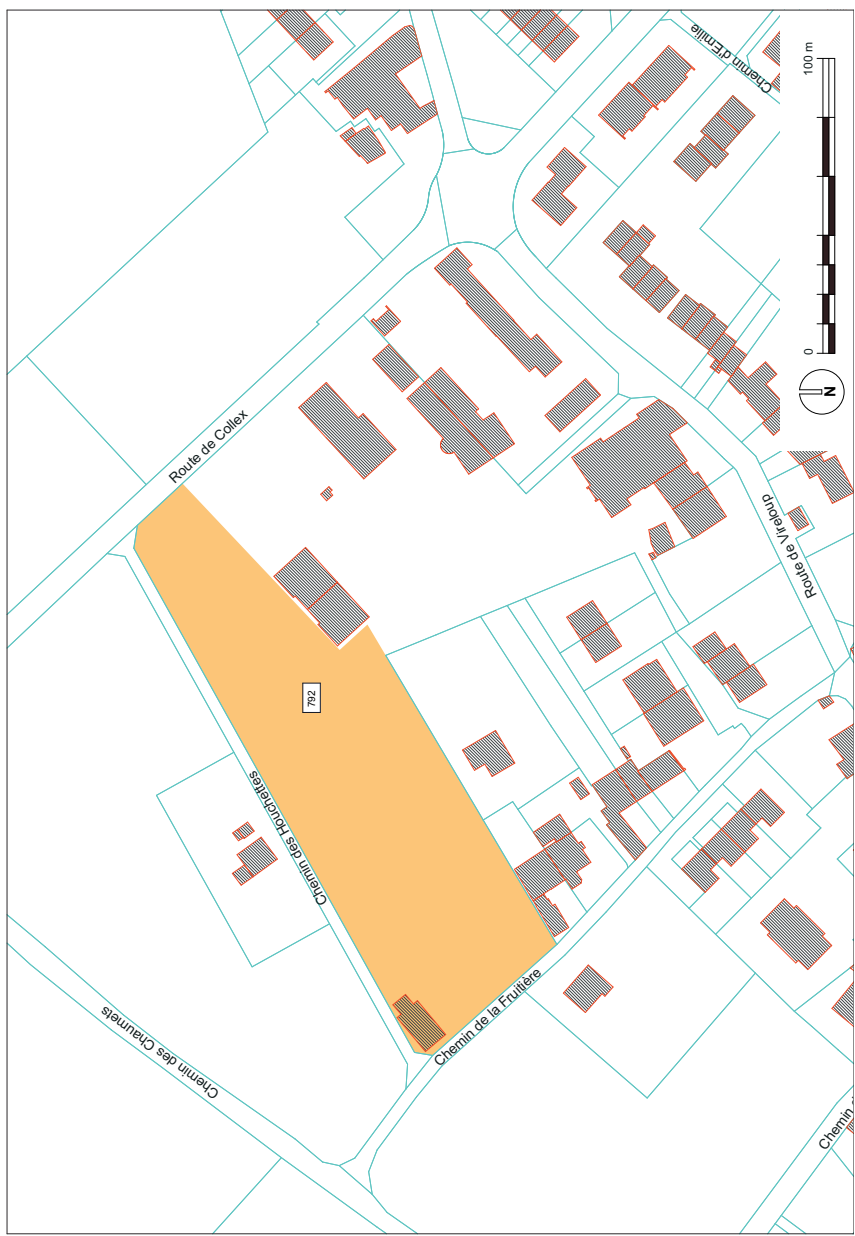 Chemin d'Emilie
100 m
0
N
Route de Collex
Route de Vireloup
792
Chemin des Houchettes
Chemin de la Fruitière
Chemin des Chaumets
Chemin